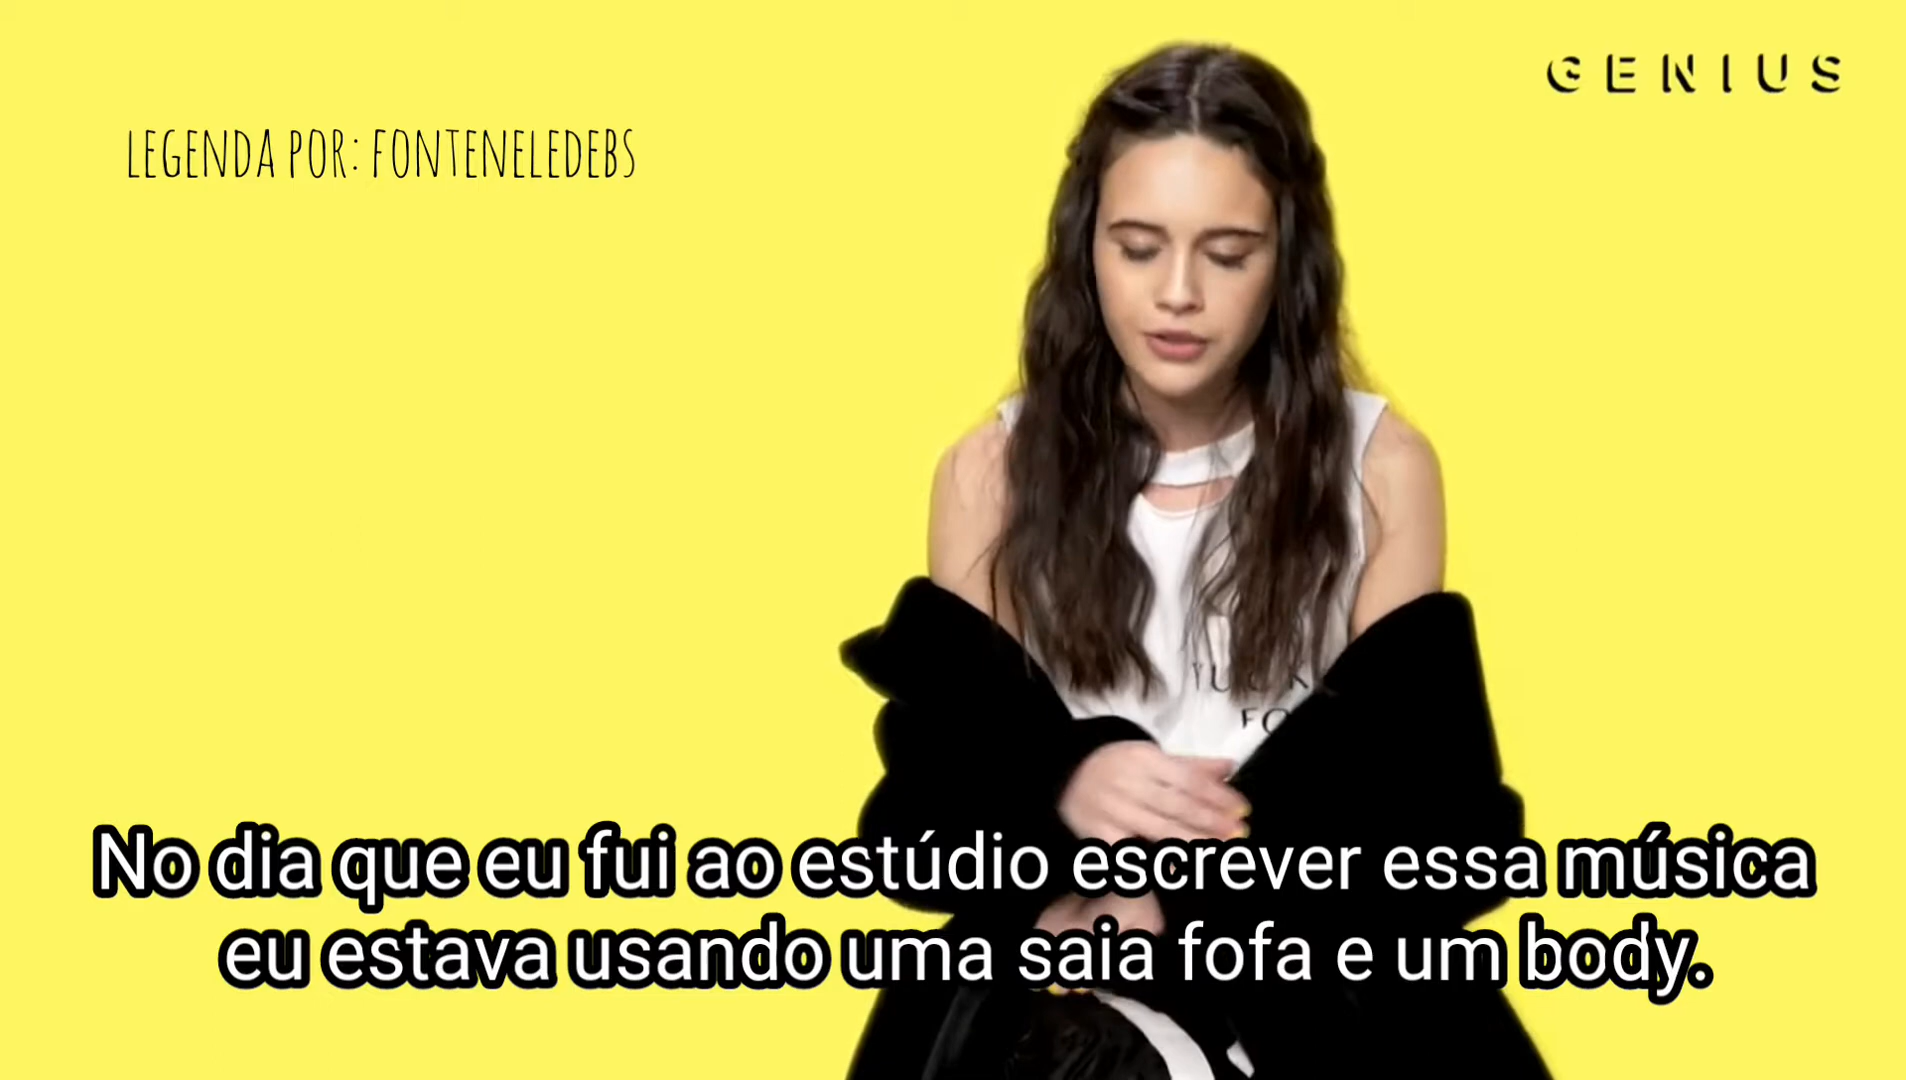 GENIUS
LEGENDA POR: FONTENELEDEBS
No dia que eu fui ao estúdio escrever essa música
eu estava usando uma saia fofa e um body.